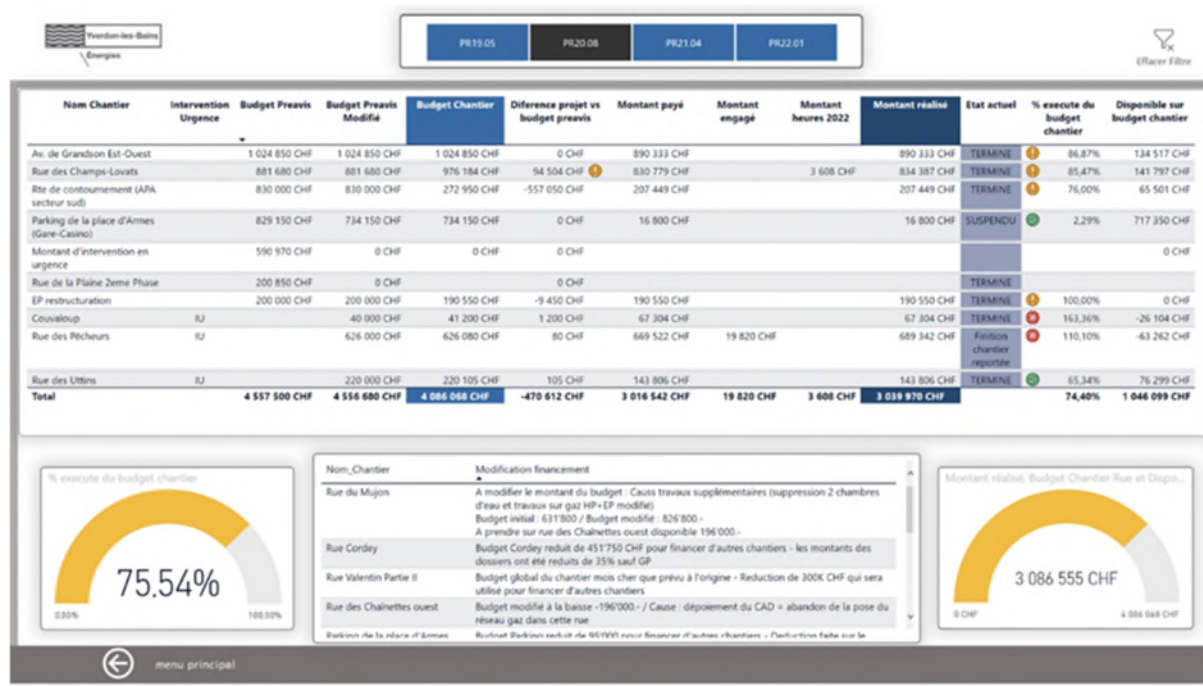 Yverdon-les-Bains
Énergies
PR19.05 PR20.08 PR21.04 PR22.01
Effacer Filtre
Nom Chantier Intervention Budget Preavis Budget Preavis Budget Chantier Diference projet vs Montant payé Montant Montant Montant réalisé Etat actuel % execute du Disponible sur
Urgence Modifié budget preavis engagé heures 2022 budget budget chantier
chantier
Av. de Grandson Est-Ouest 1 024 850 CHF 1 024 850 CHF 1 024 850 CHF 0 CHF 890 333 CHF 890 333 CHF TERMINE 86,87% 134 517 CHF
Rue des Champs-Lovats 881 680 CHF 881 680 CHF 976 184 CHF 94 504 CHF 830 779 CHF 3 608 CHF 834 387 CHF TERMINE 85,47% 141 797 CHF
Rte de contournement (APA 830 000 CHF 830 000 CHF 272 950 CHF -557 050 CHF 207 449 CHF 207 449 CHF TERMINE 76,00% 65 501 CHF
secteur sud)
Parking de la place d'Armes 829 150 CHF 734 150 CHF 734 150 CHF 0 CHF 16 800 CHF 16 800 CHF SUSPENDU 2,29% 717 350 CHF
(Gare-Casino)
Montant d'intervention en 590 970 CHF 0 CHF 0 CHF 0 CHF 0 CHF
urgence
Rue de la Plaine 2eme Phase 200 850 CHF 0 CHF 0 CHF TERMINE
EP restructuration 200 000 CHF 200 000 CHF 190 550 CHF -9 450 CHF 190 550 CHF 190 550 CHF TERMINE 100,00% 0 CHF
Couvaloup IU 40 000 CHF 41 200 CHF 1 200 CHF 67 304 CHF 67 304 CHF TERMINE 163,36% -26 104 CHF
Rue des Pêcheurs IU 626 000 CHF 626 080 CHF 80 CHF 669 522 CHF 19 820 CHF 689 342 CHF Finition 110,10% -63 262 CHF
chantier
reportée
Rue des Uttins IU 220 000 CHF 220 105 CHF 105 CHF 143 806 CHF 143 806 CHF TERMINE 65,34% 76 299 CHF
Total 4 557 500 CHF 4 556 680 CHF 4 086 068 CHF -470 612 CHF 3 016 542 CHF 19 820 CHF 3 608 CHF 3 039 970 CHF 74,40% 1 046 099 CHF
% execute du budget chantier
75,54%
0,00% 100,00%
Nom_Chantier Modification financement
Rue du Mujon A modifier le montant du budget : Causs travaux supplémentaires (suppression 2 chambres
d'eau et travaux sur gaz HP+EP modifié)
Budget initial : 631'800 / Budget modifié : 826'800.-
A prendre sur rue des Chaînettes ouest disponible 196'000.-
Rue Cordey Budget Cordey reduit de 451'750 CHF pour financer d'autres chantiers - les montants des
dossiers ont été reduits de 35% sauf GP
Rue Valentin Partie II Budget global du chantier mois cher que prévu à l'origine - Reduction de 300K CHF qui sera
utilisé pour financer d'autres chantiers
Rue des Chaînettes ouest Budget modifié à la baisse -196'000.- / Cause : dépoiement du CAD = abandon de la pose du
réseau gaz dans cette rue
Parking de la place d'Armes Budget Parking reduit de 95'000 pour financer d'autres chantiers - Deduction faite sur le
Montant réalisé, Budget Chantier Rue et Dispo...
3 086 555 CHF
0 CHF 4 086 068 CHF
menu principal